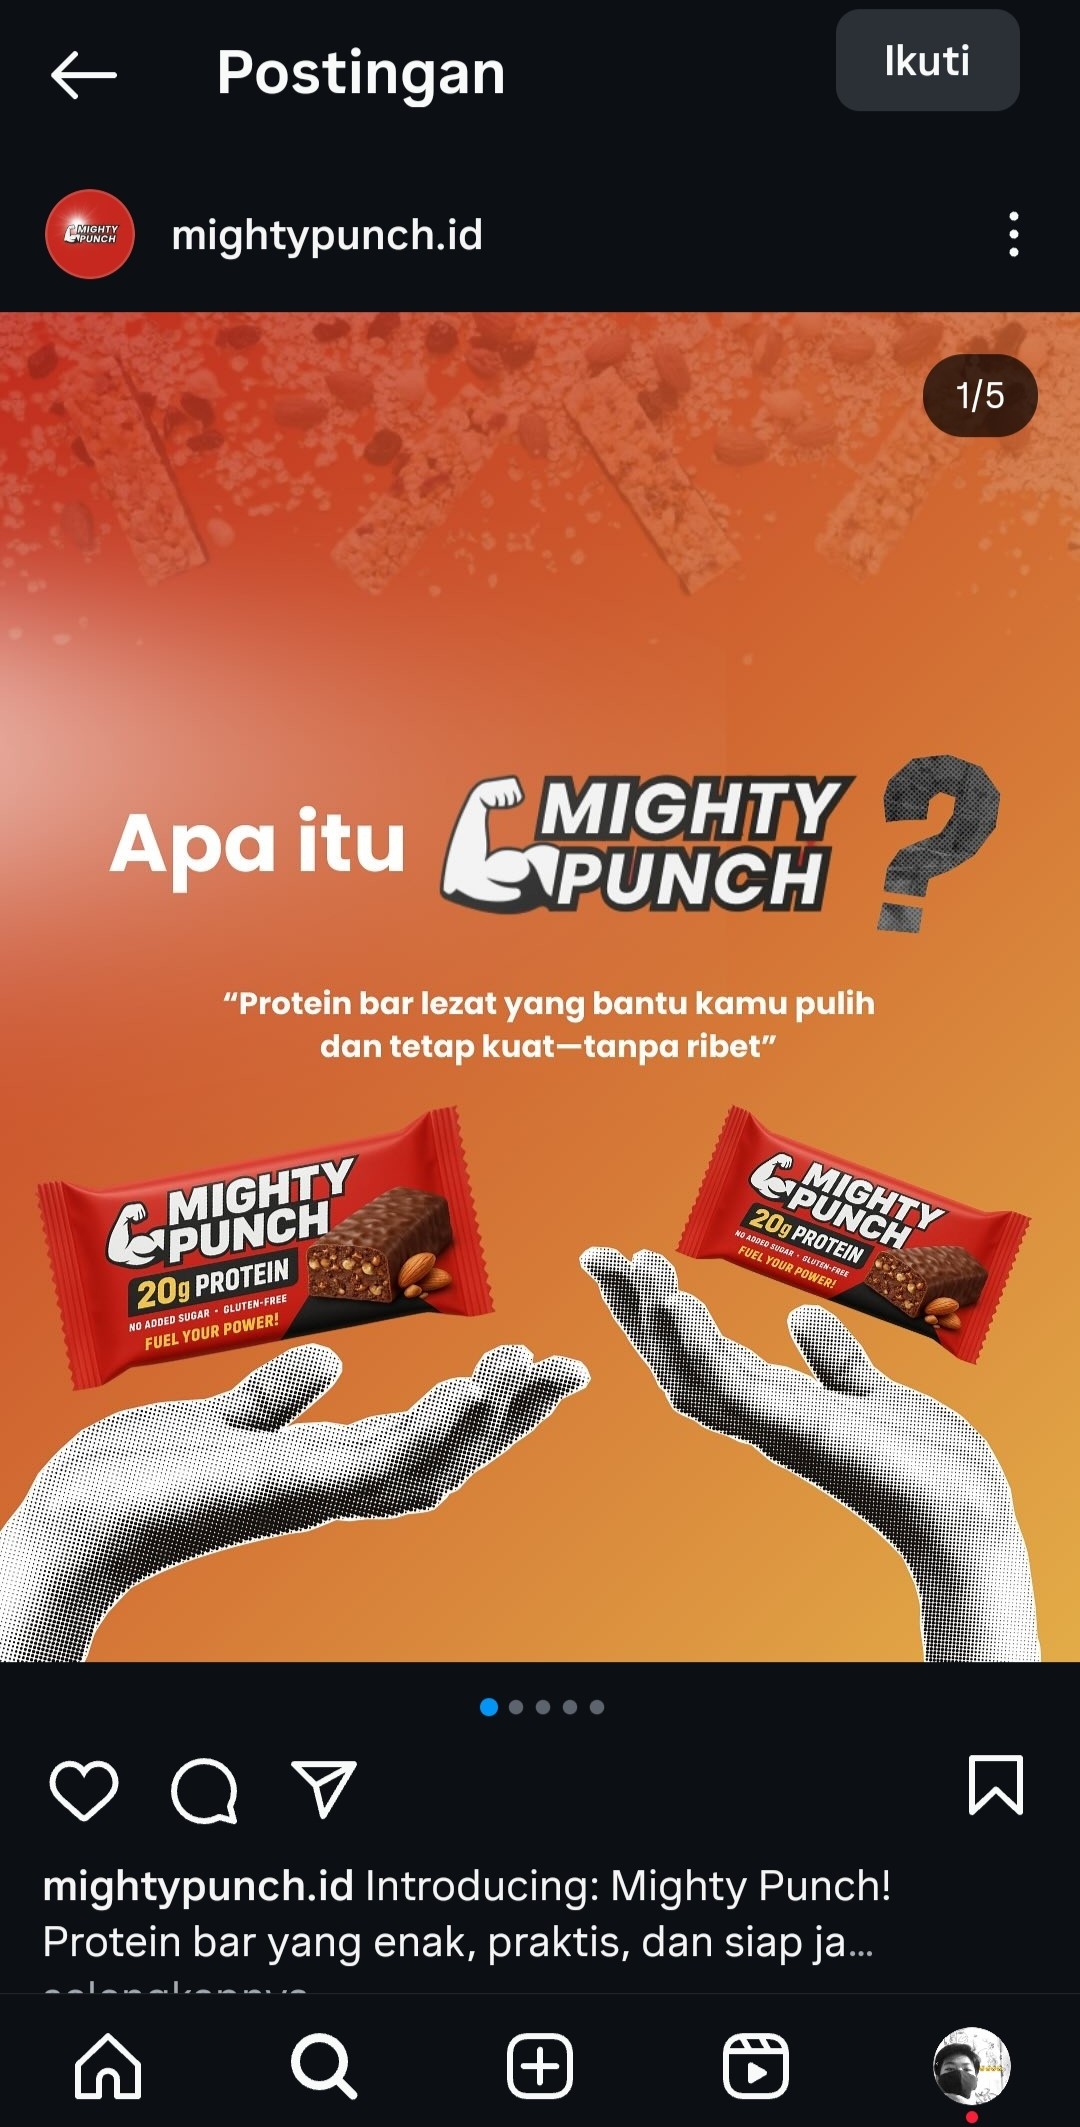 Postingan
Ikuti
MIGHTY
PUNCH
mightypunch.id
1/5
Apa itu MIGHTY PUNCH ?
“Protein bar lezat yang bantu kamu pulih
dan tetap kuat—tanpa ribet”
MIGHTY
PUNCH
20g PROTEIN
NO ADDED SUGAR • GLUTEN-FREE
FUEL YOUR POWER!
MIGHTY
PUNCH
20g PROTEIN
NO ADDED SUGAR • GLUTEN-FREE
FUEL YOUR POWER!
mightypunch.id Introducing: Mighty Punch!
Protein bar yang enak, praktis, dan siap ja...